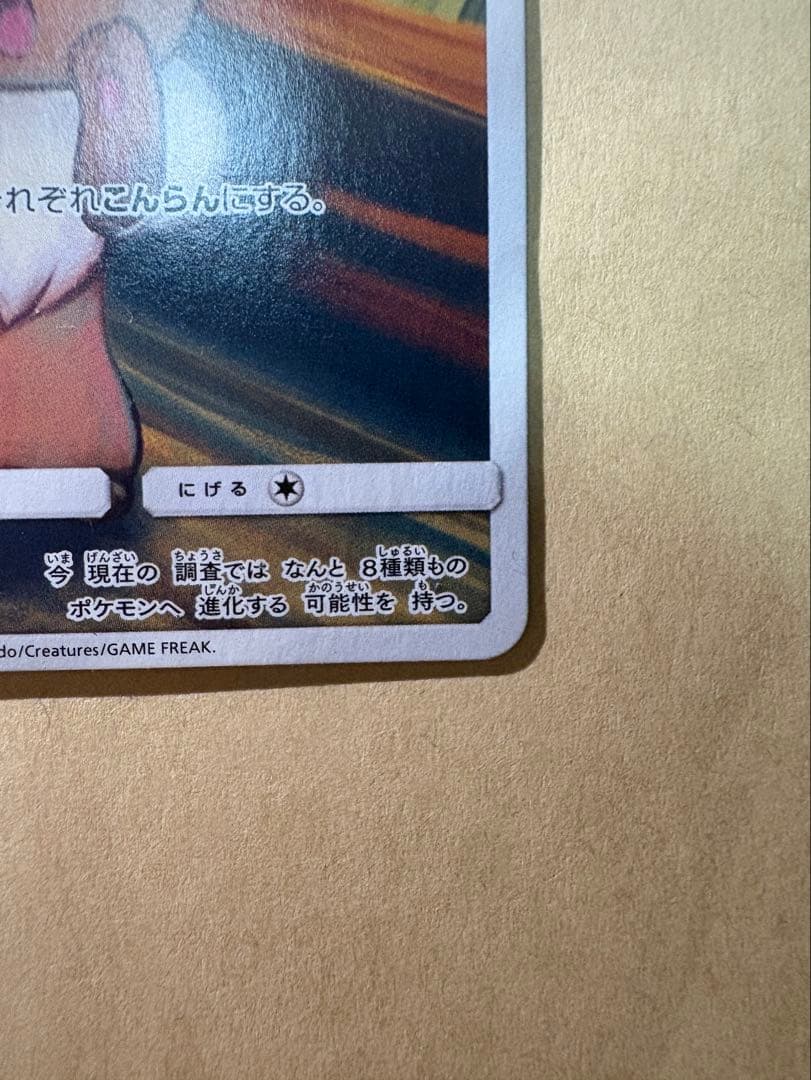 れぞれこんらんにする。
にげる
今 現在の 調査では なんと 8種類もの
ポケモンへ 進化する 可能性を 持つ。
do/Creatures/GAME FREAK.